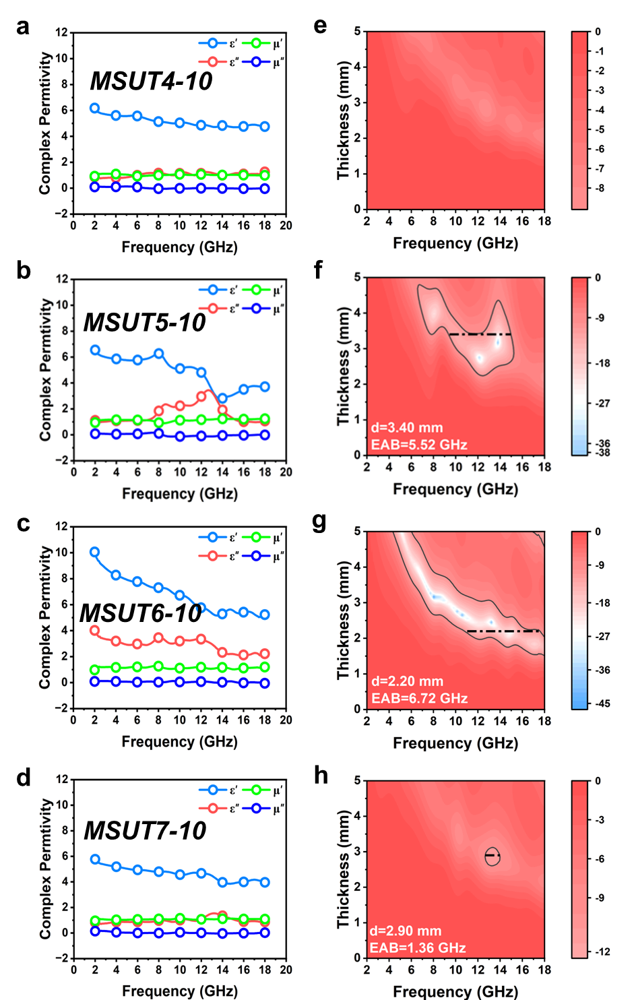 a
12
10
8
6
4
2
0
−2
0 2 4 6 8 10 12 14 16 18 20
Complex Permtivity
Frequency (GHz)
MSUT4-10
ε′ μ′
ε″ μ″
e
5
4
3
2
1
0
2 4 6 8 10 12 14 16 18
Thickness (mm)
Frequency (GHz)
0
-1
-2
-3
-4
-5
-6
-7
-8
b
12
10
8
6
4
2
0
−2
0 2 4 6 8 10 12 14 16 18 20
Complex Permtivity
Frequency (GHz)
MSUT5-10
ε′ μ′
ε″ μ″
f
5
4
3
2
1
0
2 4 6 8 10 12 14 16 18
Thickness (mm)
Frequency (GHz)
d=3.40 mm
EAB=5.52 GHz
0
-9
-18
-27
-36
-38
c
12
10
8
6
4
2
0
−2
0 2 4 6 8 10 12 14 16 18 20
Complex Permtivity
Frequency (GHz)
MSUT6-10
ε′ μ′
ε″ μ″
g
5
4
3
2
1
0
2 4 6 8 10 12 14 16 18
Thickness (mm)
Frequency (GHz)
d=2.20 mm
EAB=6.72 GHz
0
-9
-18
-27
-36
-45
d
12
10
8
6
4
2
0
−2
0 2 4 6 8 10 12 14 16 18 20
Complex Permtivity
Frequency (GHz)
MSUT7-10
ε′ μ′
ε″ μ″
h
5
4
3
2
1
0
2 4 6 8 10 12 14 16 18
Thickness (mm)
Frequency (GHz)
d=2.90 mm
EAB=1.36 GHz
0
-3
-6
-9
-12